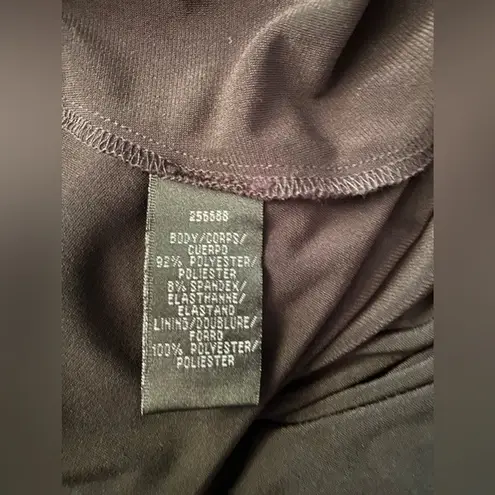 256688
BODY/CORPS/
CUERPO
92% POLYESTER/
POLIESTER
8% SPANDEX/
ELASTHANNE/
ELASTANO
LINING/DOUBLURE/
FORRO
100% POLYESTER/
POLIESTER